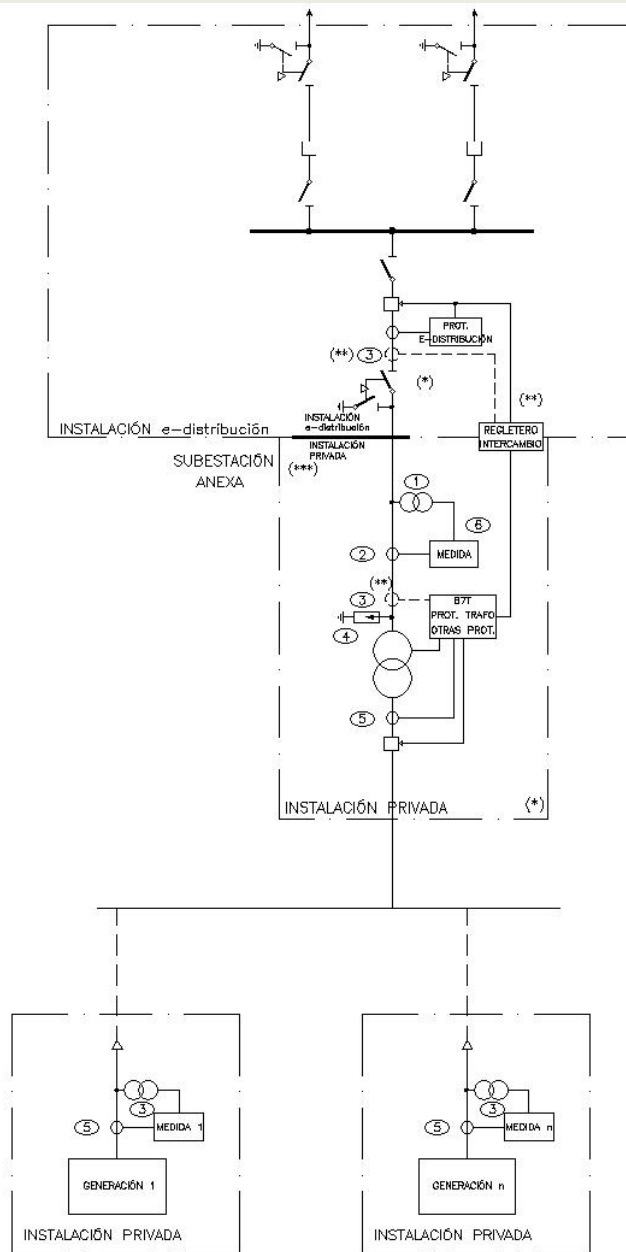 PROT.
E-DISTRIBUCIÓN
(**)
3
(*)
(**)
INSTALACIÓN
e-distribución
INSTALACIÓN e-distribución
INSTALACIÓN
PRIVADA
REGLETERO
INTERCAMBIO
SUBESTACIÓN
ANEXA
(***)
1
6
2
MEDIDA
(**)
3
87T
PROT. TRAFO
OTRAS PROT.
4
5
INSTALACIÓN PRIVADA
(*)
3
5
MEDIDA 1
GENERACIÓN 1
INSTALACIÓN PRIVADA
3
5
MEDIDA n
GENERACIÓN n
INSTALACIÓN PRIVADA